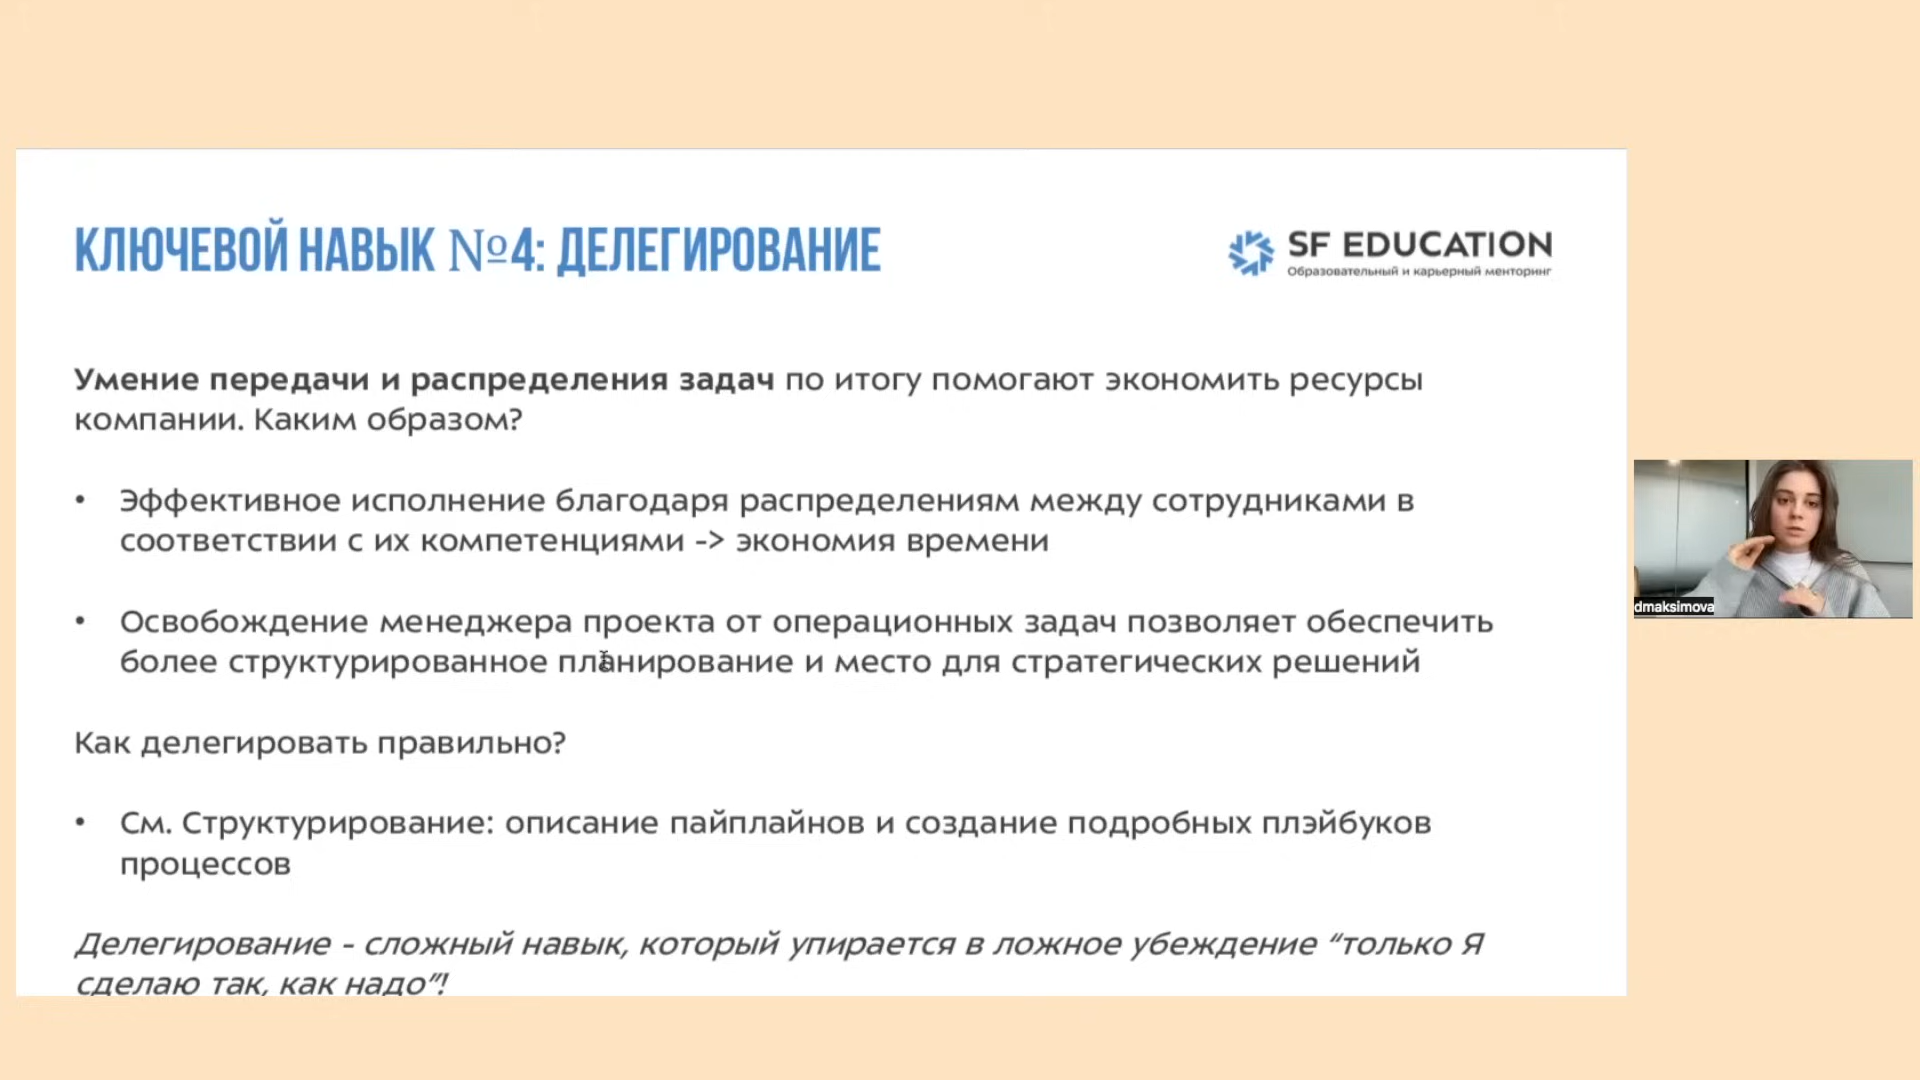 КЛЮЧЕВОЙ НАВЫК №4: ДЕЛЕГИРОВАНИЕ
SF EDUCATION
Образовательный и карьерный менторинг
Умение передачи и распределения задач по итогу помогают экономить ресурсы
компании. Каким образом?
• Эффективное исполнение благодаря распределениям между сотрудниками в
соответствии с их компетенциями -> экономия времени
• Освобождение менеджера проекта от операционных задач позволяет обеспечить
более структурированное планирование и место для стратегических решений
Как делегировать правильно?
• См. Структурирование: описание пайплайнов и создание подробных плэйбуков
процессов
Делегирование - сложный навык, который упирается в ложное убеждение “только Я
сделаю так, как надо”!
dmaksimova